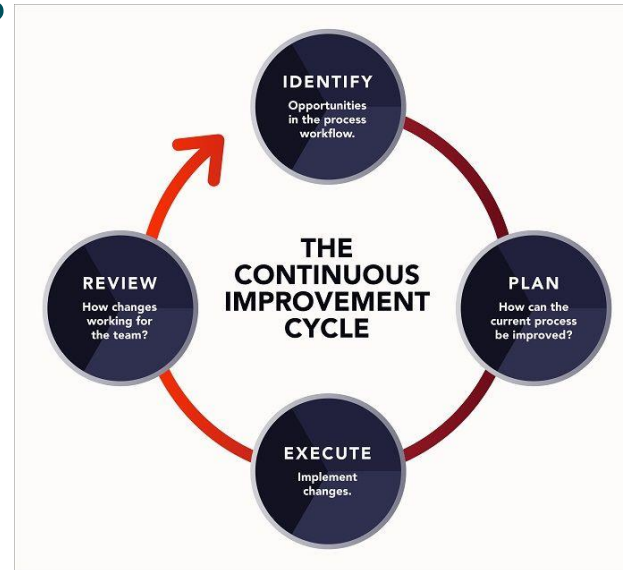 IDENTIFY
Opportunities
in the process
workflow.
THE
CONTINUOUS
IMPROVEMENT
CYCLE
PLAN
How can the
current process
be improved?
EXECUTE
Implement
changes.
REVIEW
How changes
working for
the team?